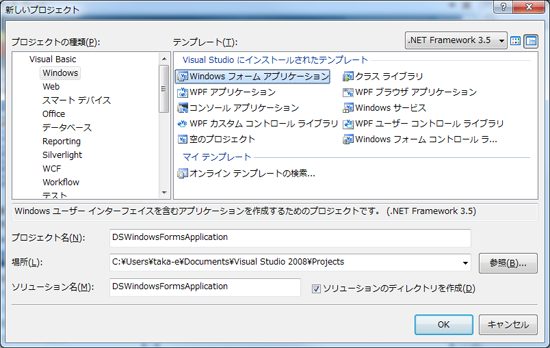 新しいプロジェクト
プロジェクトの種類(P):
テンプレート(T):
.NET Framework 3.5
Visual Basic
Windows
Web
スマート デバイス
Office
データベース
Reporting
Silverlight
WCF
Workflow
テスト
Visual Studio にインストールされたテンプレート
Windows フォーム アプリケーション
クラス ライブラリ
WPF アプリケーション
WPF ブラウザ アプリケーション
コンソール アプリケーション
Windows サービス
WPF カスタム コントロール ライブラリ
WPF ユーザー コントロール ライブラリ
空のプロジェクト
Windows フォーム コントロール ラ...
マイ テンプレート
オンライン テンプレートの検索...
Windows ユーザー インターフェイスを含むアプリケーションを作成するためのプロジェクトです。 (.NET Framework 3.5)
プロジェクト名(N):
DSWindowsFormsApplication
場所(L):
C:¥Users¥taka-e¥Documents¥Visual Studio 2008¥Projects
参照(B)...
ソリューション名(M):
DSWindowsFormsApplication
ソリューションのディレクトリを作成(D)
OK
キャンセル